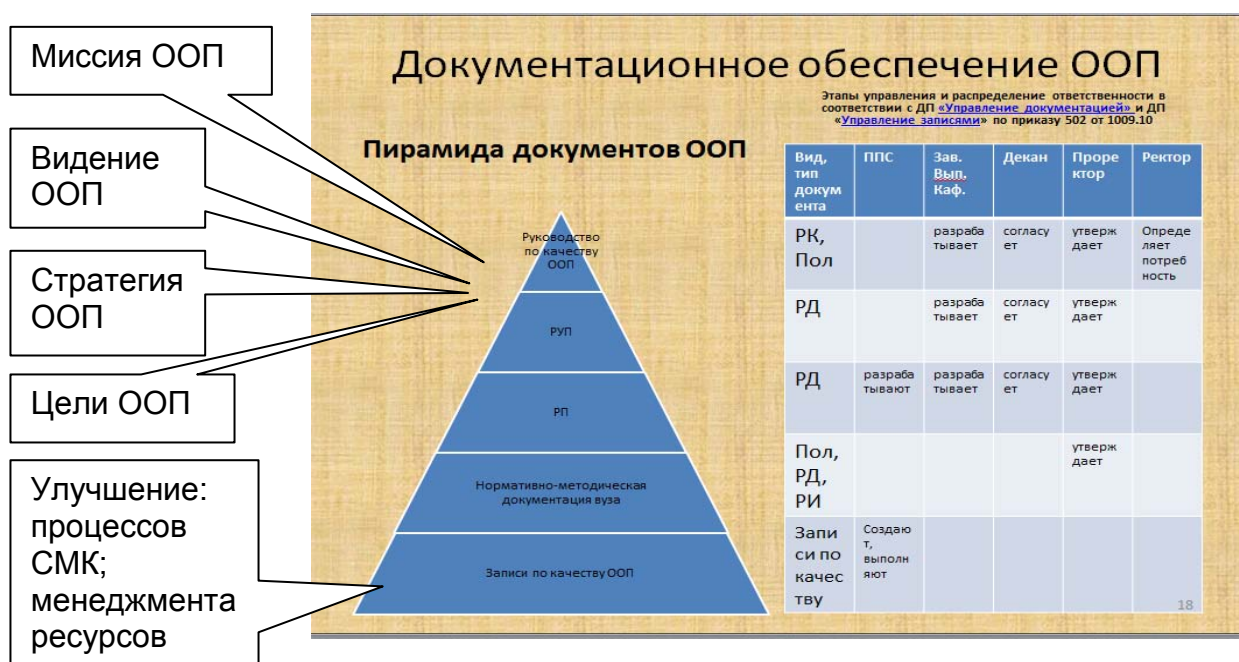 Миссия ООП
Видение
ООП
Стратегия
ООП
Цели ООП
Улучшение:
процессов
СМК;
менеджмента
ресурсов
Документационное обеспечение ООП
Этапы управления и распределение ответственности в
соответствии с ДП «Управление документацией» и ДП
«Управление записями» по приказу 502 от 1009.10
Пирамида документов ООП
Руководство
по качеству
ООП
РУП
РП
Нормативно-методическая
документация вуза
Записи по качеству ООП
Вид,
тип
докум
ента
ППС
Зав.
Вып.
Каф.
Декан
Проре
ктор
Ректор
РК,
Пол
разраба
тывает
согласу
ет
утверж
дает
Опреде
ляет
потреб
ность
РД
разраба
тывает
согласу
ет
утверж
дает
РД
разраба
тывают
разраба
тывает
согласу
ет
утверж
дает
Пол,
РД,
РИ
утверж
дает
Запи
си по
качес
тву
Создаю
т,
выполн
яют
18